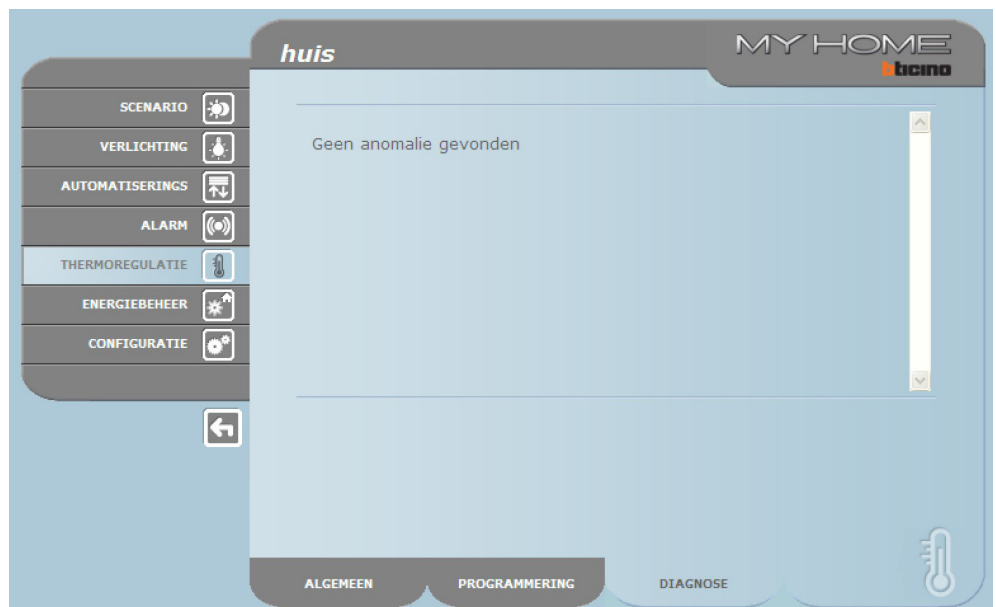 huis
MY HOME
bticino
SCENARIO
VERLICHTING
AUTOMATISERINGS
ALARM
THERMOREGULATIE
ENERGIEBEHEER
CONFIGURATIE
Geen anomalie gevonden
ALGEMEEN
PROGRAMMERING
DIAGNOSE